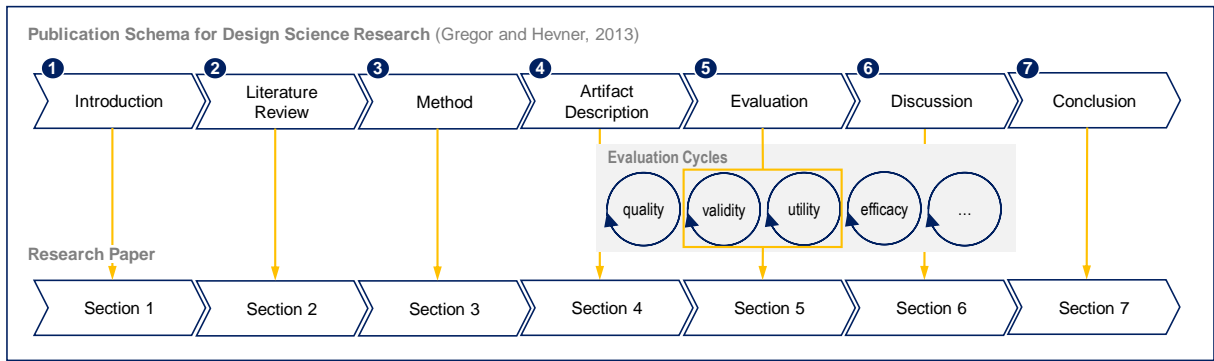 Publication Schema for Design Science Research (Gregor and Hevner, 2013)
1
2
3
4
5
6
7
Introduction
Literature
Review
Method
Artifact
Description
Evaluation
Discussion
Conclusion
Evaluation Cycles
quality
validity
utility
efficacy
...
Research Paper
Section 1
Section 2
Section 3
Section 4
Section 5
Section 6
Section 7